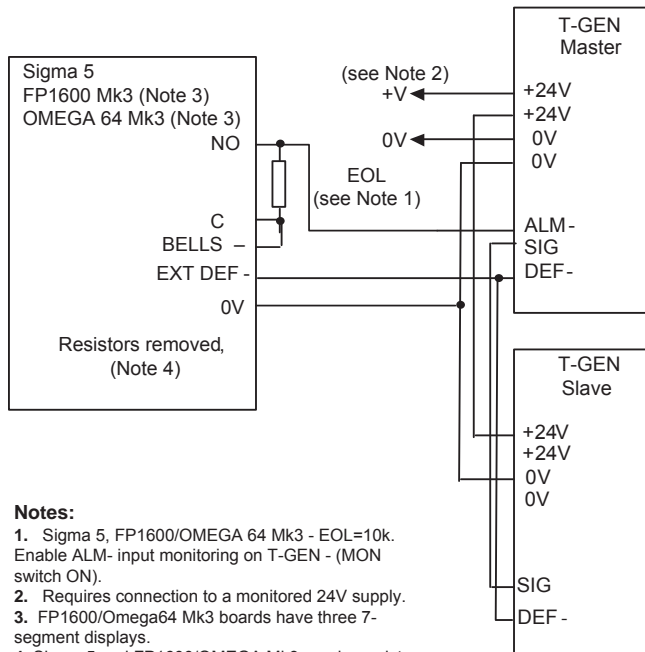 T-GEN
Master
Sigma 5
FP1600 Mk3 (Note 3)
OMEGA 64 Mk3 (Note 3)
NO
C
BELLS –
EXT DEF -
0V
Resistors removed,
(Note 4)
(see Note 2)
+V
0V
EOL
(see Note 1)
+24V
+24V
0V
0V
ALM-
SIG
DEF-
T-GEN
Slave
+24V
+24V
0V
0V
SIG
DEF -
Notes:
1. Sigma 5, FP1600/OMEGA 64 Mk3 - EOL=10k.
Enable ALM- input monitoring on T-GEN - (MON
switch ON).
2. Requires connection to a monitored 24V supply.
3. FP1600/Omega64 Mk3 boards have three 7-
segment displays.